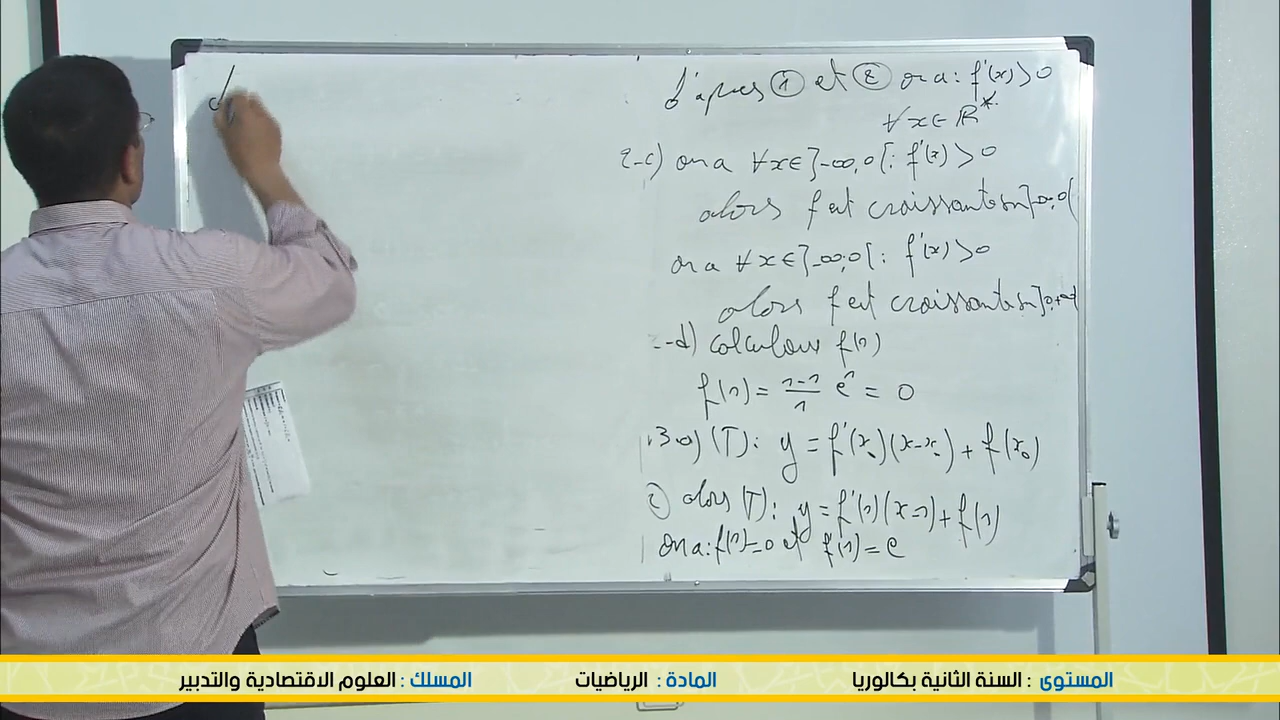 d'après ① et ② on a : f'(x) > 0
∀ x ∈ ℝ*
2-c) on a ∀x∈]-∞,0[ : f'(x) > 0
alors f est croissante sur ]-∞,0[
on a ∀x∈]-∞,0[ : f'(x) > 0
alors f est croissante sur ]0,+∞[
-d) calculons f(1)
f(1) = \frac{1-1}{1} e^1 = 0
3 a) (T) : y = f'(x₀)(x-x₀) + f(x₀)
alors (T) : y = f'(1)(x-1) + f(1)
on a : f(1) = 0 et f'(1) = e
المستوى : السنة الثانية بكالوريا المادة : الرياضيات المسلك : العلوم الاقتصادية والتدبير